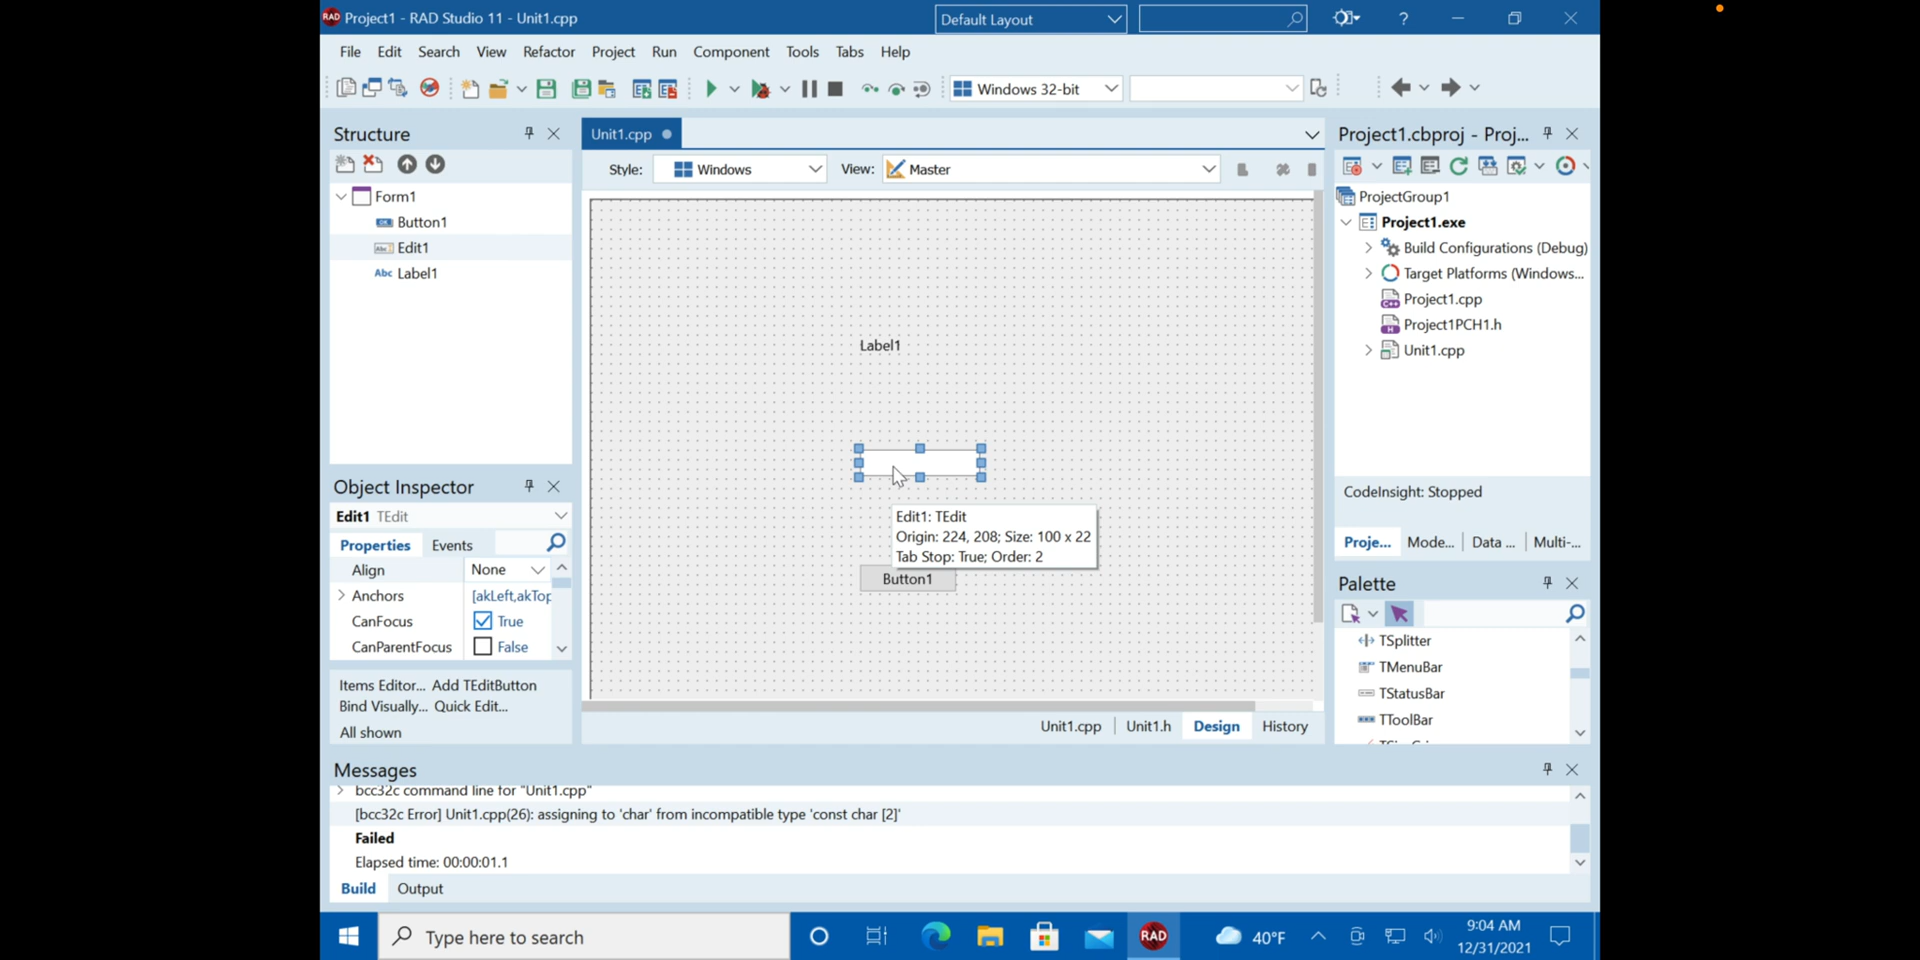 Project1 - RAD Studio 11 - Unit1.cpp
Default Layout
?
File Edit Search View Refactor Project Run Component Tools Tabs Help
Windows 32-bit
Structure
Form1
Button1
Edit1
Label1
Object Inspector
Edit1 TEdit
Properties Events
Align None
Anchors [akLeft,akTop
CanFocus True
CanParentFocus False
Items Editor... Add TEditButton
Bind Visually... Quick Edit...
All shown
Unit1.cpp
Style: Windows View: Master
Label1
Edit1: TEdit
Origin: 224, 208; Size: 100 x 22
Tab Stop: True; Order: 2
Button1
Unit1.cpp Unit1.h Design History
Project1.cbproj - Proj...
ProjectGroup1
Project1.exe
Build Configurations (Debug)
Target Platforms (Windows...
Project1.cpp
Project1PCH1.h
Unit1.cpp
CodeInsight: Stopped
Proje... Mode... Data ... Multi-...
Palette
TSplitter
TMenuBar
TStatusBar
TToolBar
Messages
bcc32c command line for "Unit1.cpp"
[bcc32c Error] Unit1.cpp(26): assigning to 'char' from incompatible type 'const char [2]'
Failed
Elapsed time: 00:00:01.1
Build Output
Type here to search
RAD
40°F
9:04 AM
12/31/2021